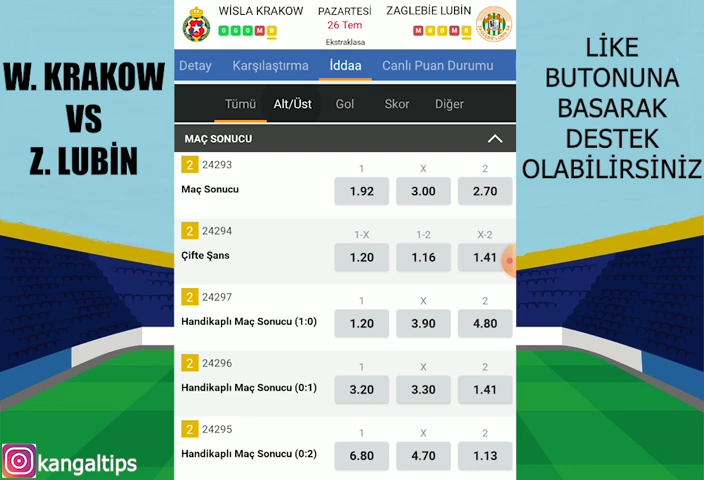 W. KRAKOW
VS
Z. LUBİN
WİSLA KRAKOW
G G G M B
PAZARTESİ
26 Tem
Ekstraklasa
ZAGLEBİE LUBİN
M B B M B
Detay Karşılaştırma İddaa Canlı Puan Durumu
Tümü Alt/Üst Gol Skor Diğer
MAÇ SONUCU
2 24293 1 X 2
Maç Sonucu 1.92 3.00 2.70
2 24294 1-X 1-2 X-2
Çifte Şans 1.20 1.16 1.41
2 24297 1 X 2
Handikaplı Maç Sonucu (1:0) 1.20 3.90 4.80
2 24296 1 X 2
Handikaplı Maç Sonucu (0:1) 3.20 3.30 1.41
2 24295 1 X 2
Handikaplı Maç Sonucu (0:2) 6.80 4.70 1.13
LİKE
BUTONUNA
BASARAK
DESTEK
OLABİLİRSİNİZ
kangaltips